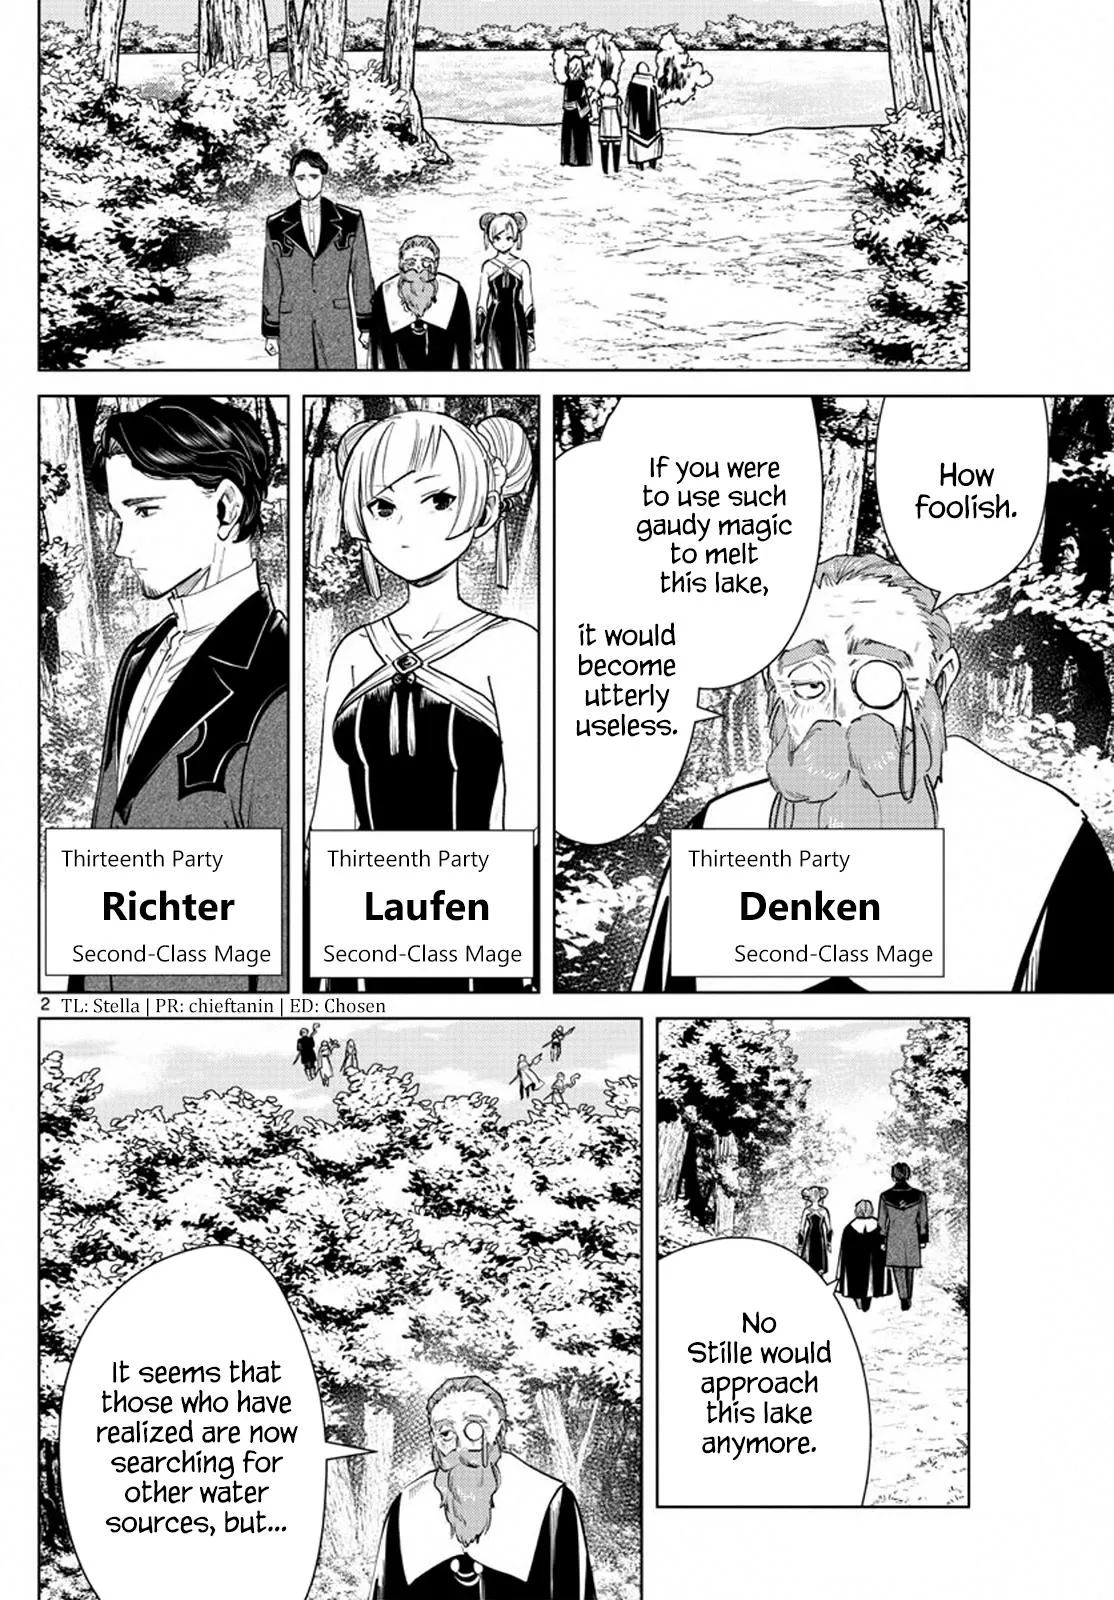 How
foolish.
If you were
to use such
gaudy magic
to melt
this lake,
it would
become
utterly
useless.
Thirteenth Party
Denken
Second-Class Mage
Thirteenth Party
Laufen
Second-Class Mage
Thirteenth Party
Richter
Second-Class Mage
2 TL: Stella | PR: chieftanin | ED: Chosen
No
Stille would
approach
this lake
anymore.
It seems that
those who have
realized are now
searching for
other water
sources, but...